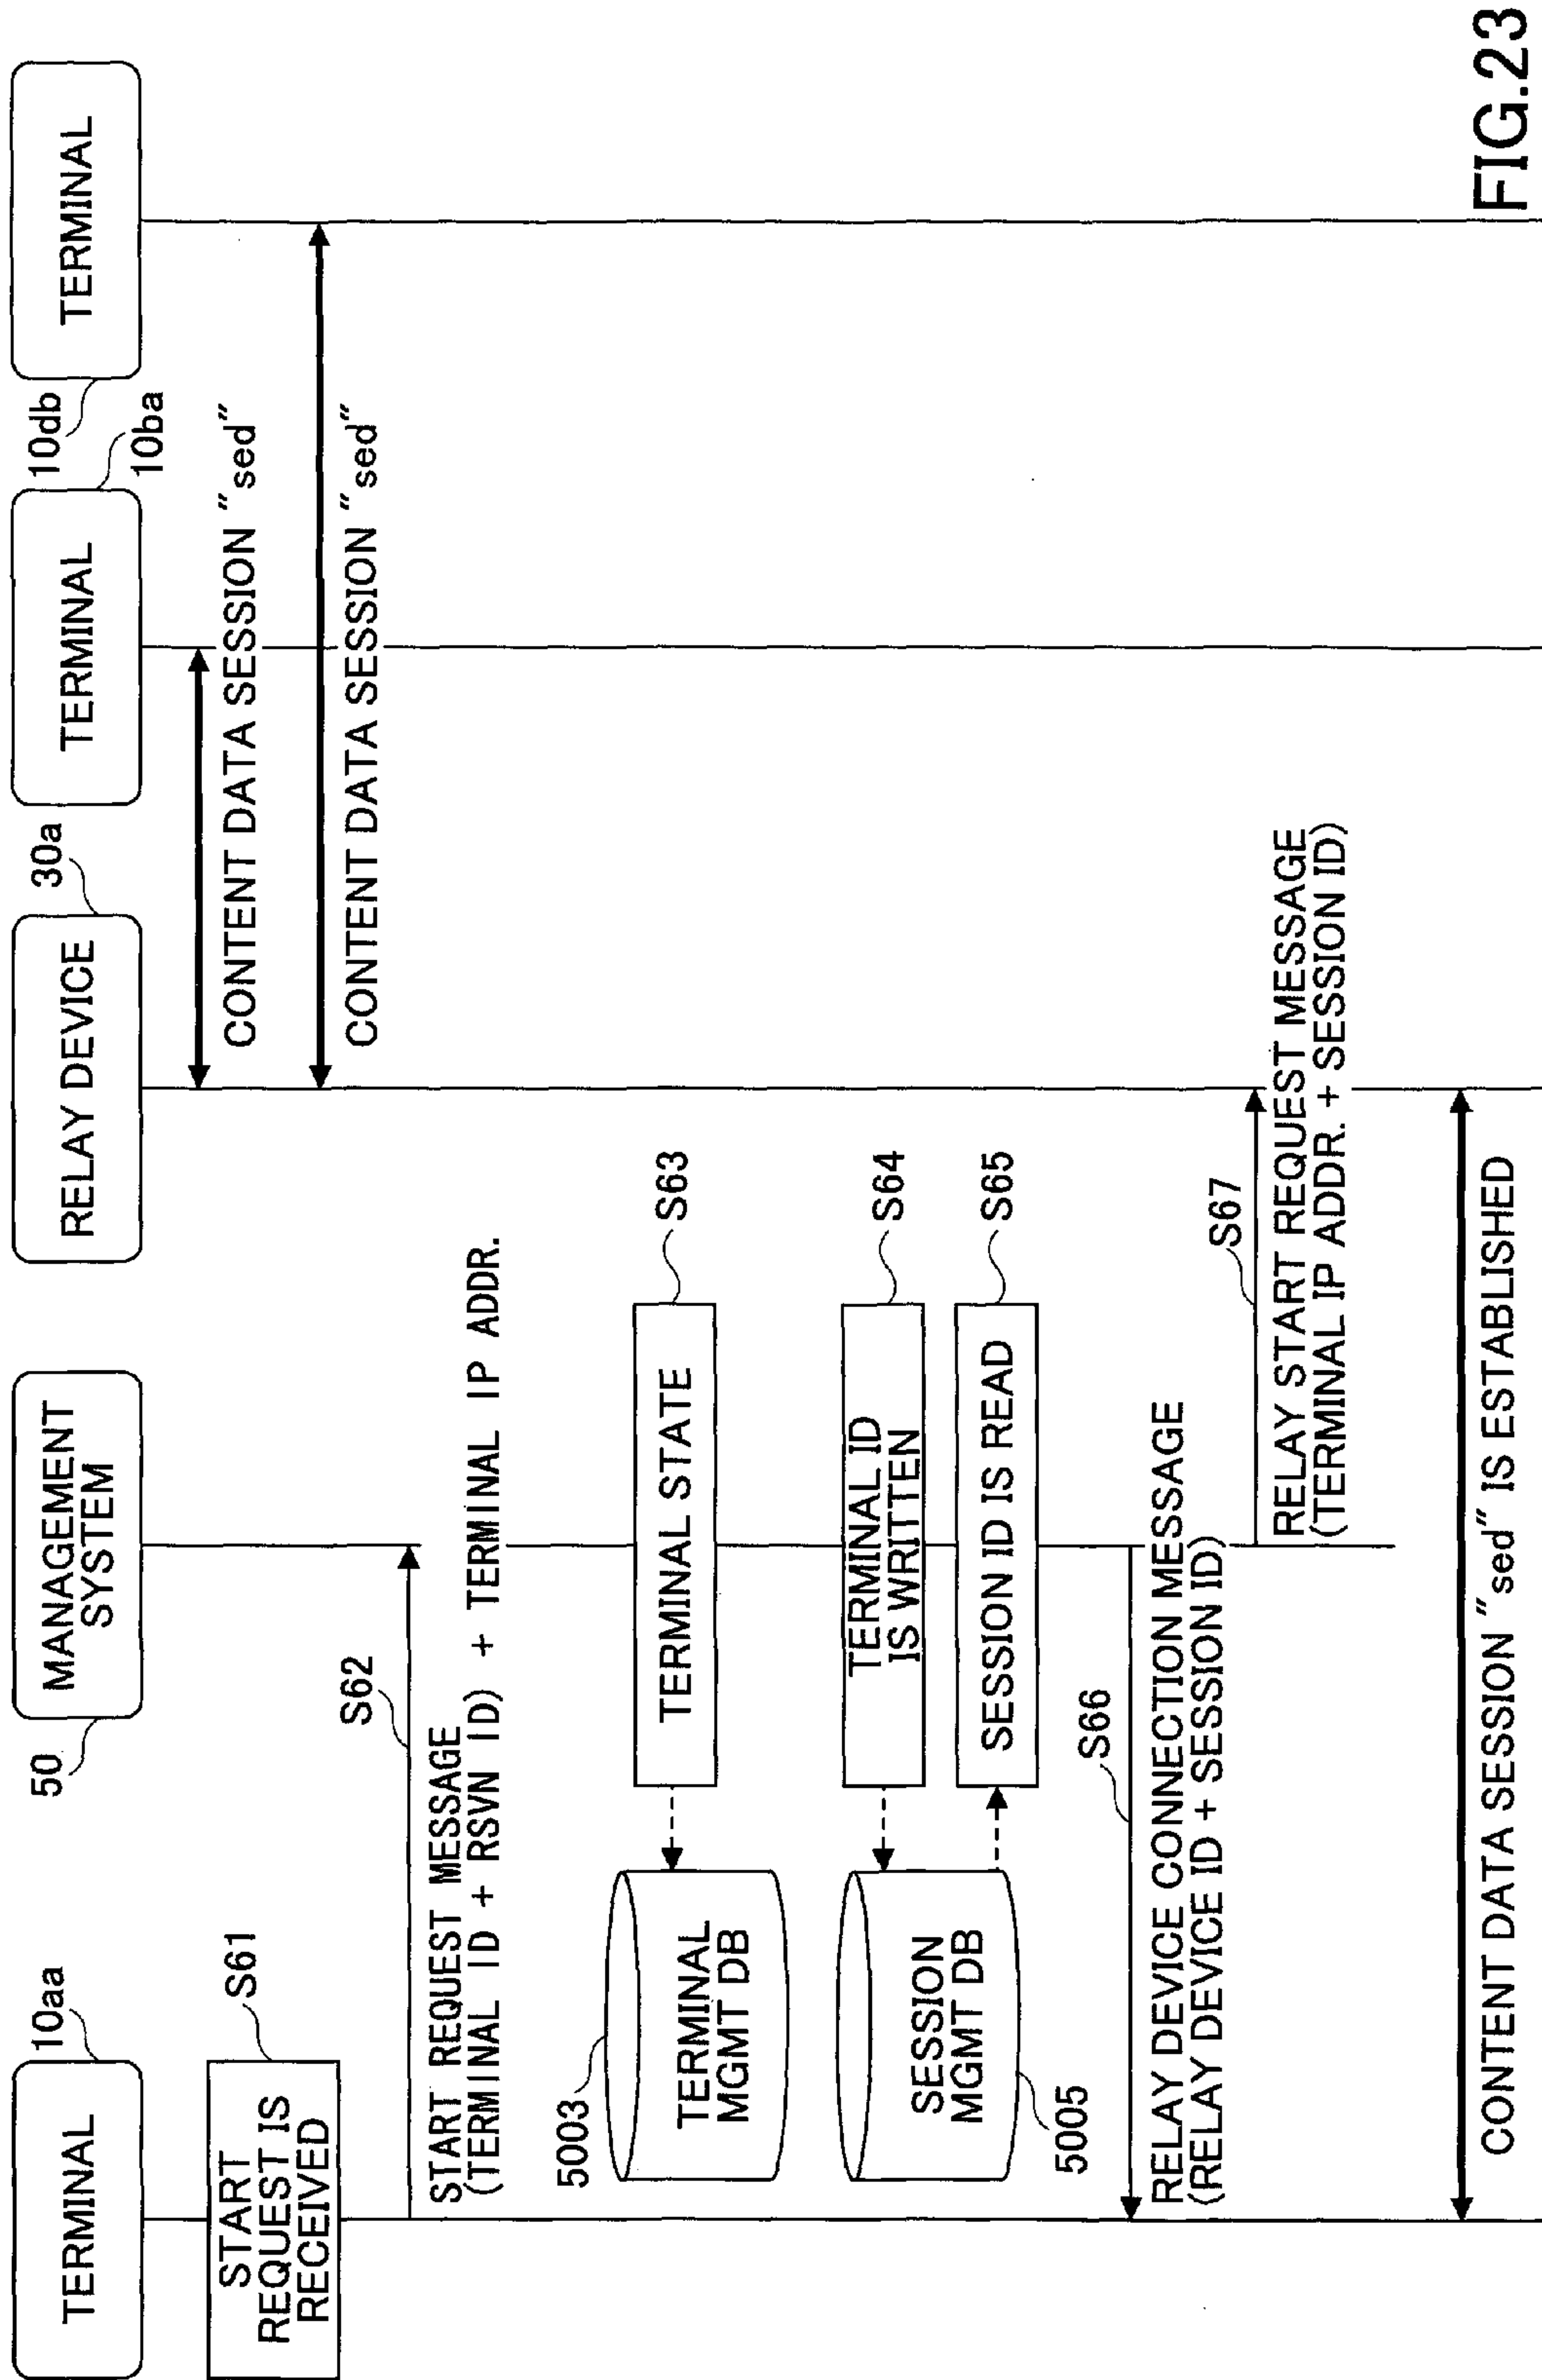 TERMINAL
10aa
50
MANAGEMENT
SYSTEM
RELAY DEVICE
30a
TERMINAL
10ba
10db
TERMINAL
START
REQUEST IS
RECEIVED
S61
CONTENT DATA SESSION "sed"
CONTENT DATA SESSION "sed"
S62
START REQUEST MESSAGE
(TERMINAL ID + RSVN ID) + TERMINAL IP ADDR.
5003
TERMINAL
MGMT DB
TERMINAL STATE
S63
SESSION
MGMT DB
5005
TERMINAL ID
IS WRITTEN
S64
SESSION ID IS READ
S65
S66
RELAY DEVICE CONNECTION MESSAGE
(RELAY DEVICE ID + SESSION ID)
S67
RELAY START REQUEST MESSAGE
(TERMINAL IP ADDR. + SESSION ID)
CONTENT DATA SESSION "sed" IS ESTABLISHED
FIG.23